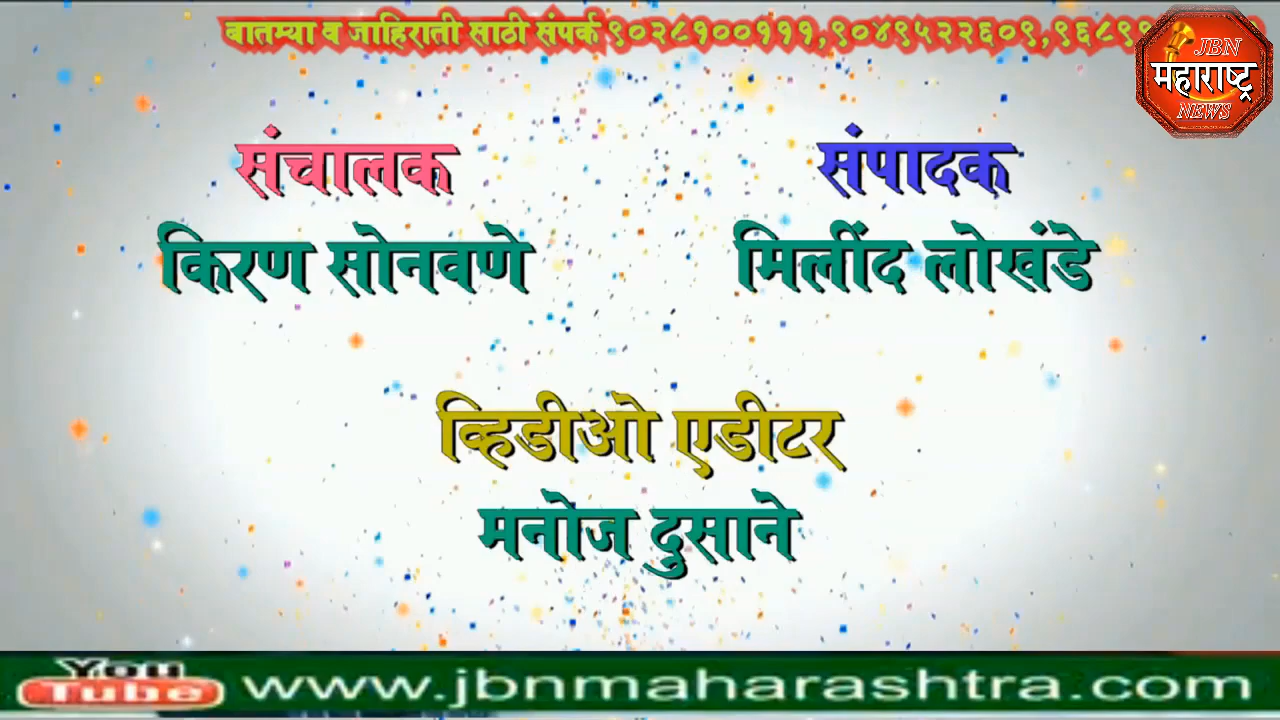 बातम्या व जाहिराती साठी संपर्क ९०२८१००१११,९०४९५२२६०९,९६८९
JBN
महाराष्ट्र
NEWS
संचालक
संपादक
किरण सोनवणे
मिलींद लोखंडे
व्हिडीओ एडीटर
मनोज दुसाने
You
Tube
www.jbnmaharashtra.com